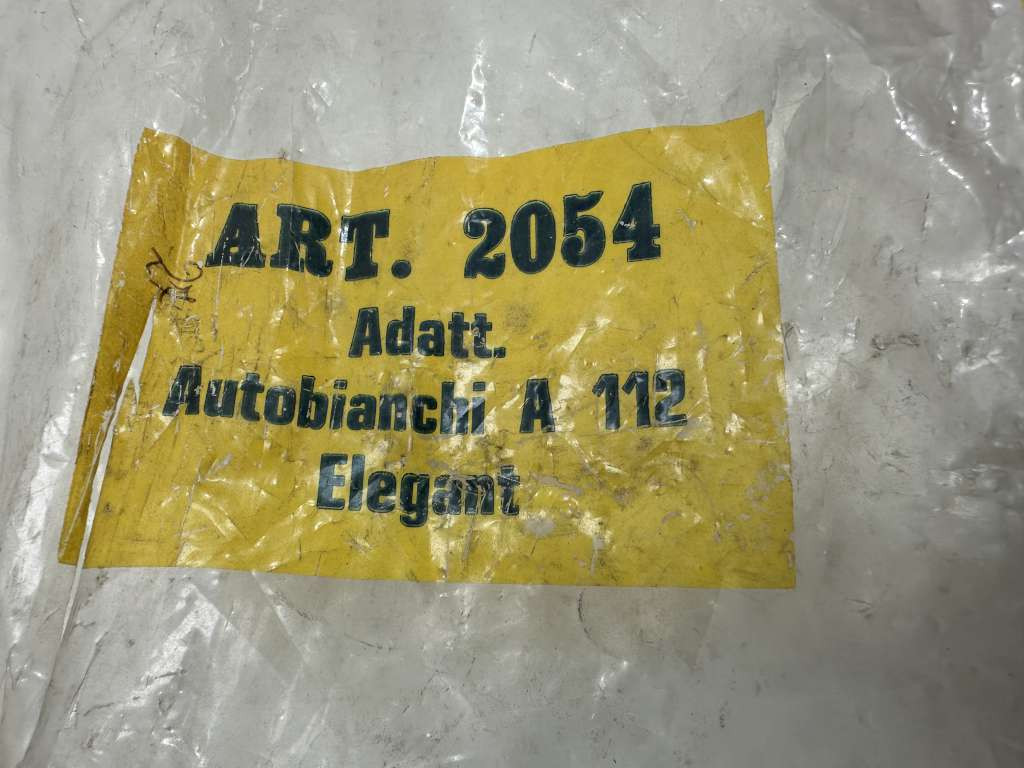 ART. 2054
Adatt.
Autobianchi A 112
Elegant